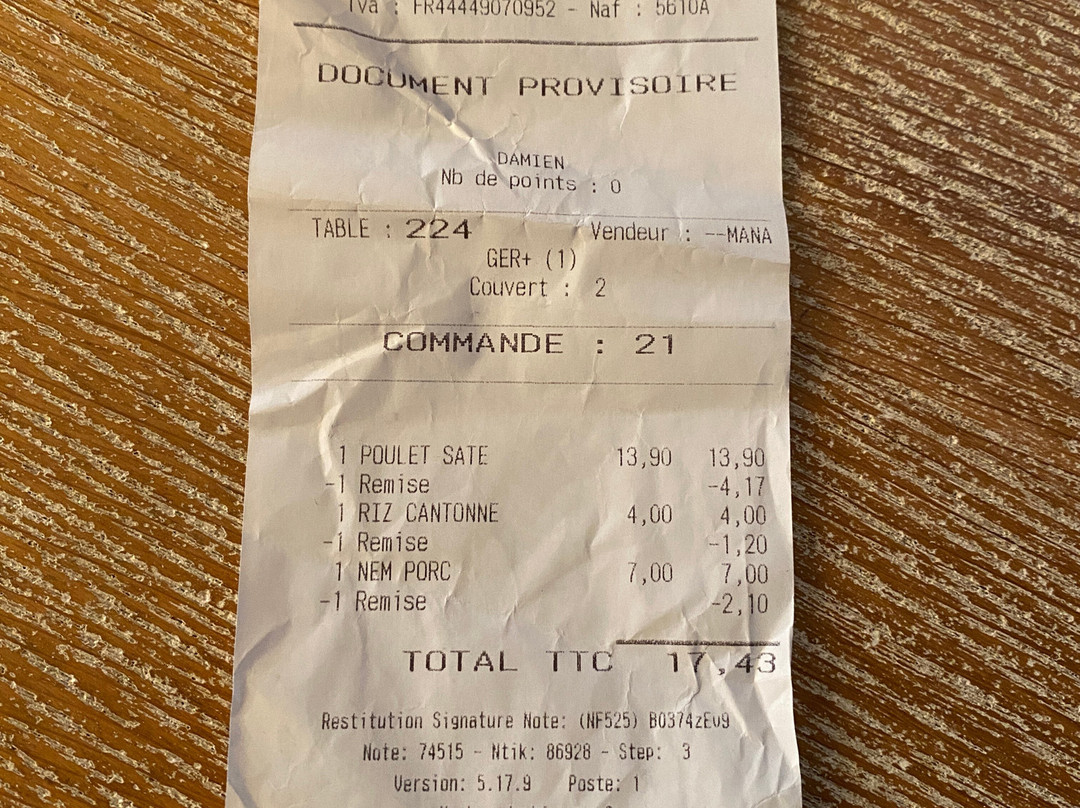 Tva : FR44449070952 - Naf : 5610A
DOCUMENT PROVISOIRE
DAMIEN
Nb de points : 0
TABLE : 224 Vendeur : --MANA
GER+ (1)
Couvert : 2
COMMANDE : 21
1 POULET SATE 13,90 13,90
-1 Remise -4,17
1 RIZ CANTONNE 4,00 4,00
-1 Remise -1,20
1 NEM PORC 7,00 7,00
-1 Remise -2,10
TOTAL TTC 17,43
Restitution Signature Note: (NF525) B0374zEv9
Note: 74515 - Ntik: 86928 - Step: 3
Version: 5.17.9 Poste: 1